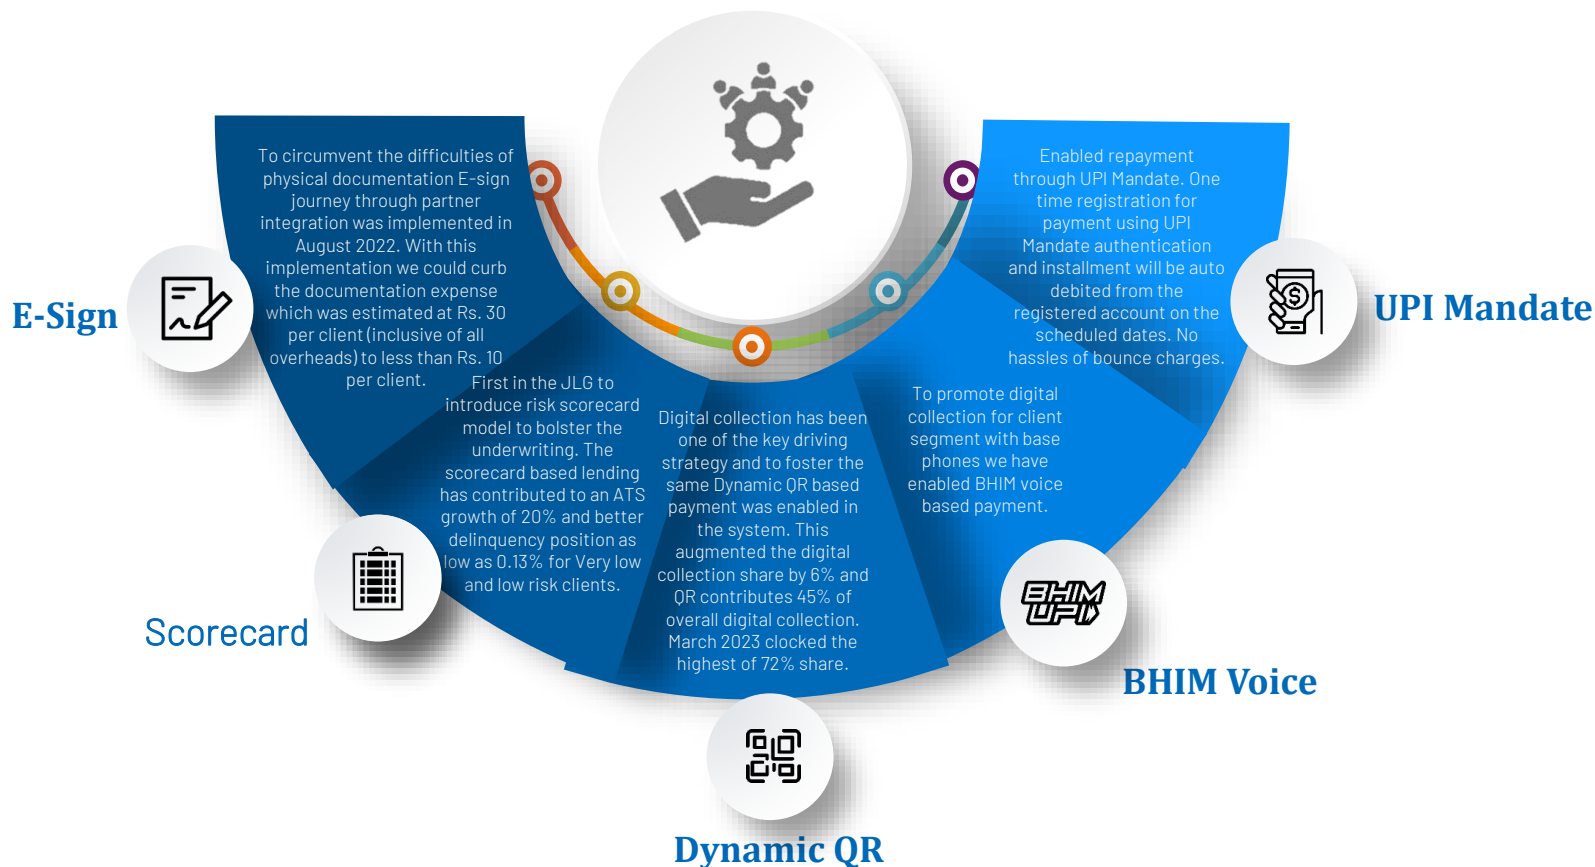 To circumvent the difficulties of
physical documentation E-sign
journey through partner
integration was implemented in
August 2022. With this
implementation we could curb
the documentation expense
which was estimated at Rs. 30
per client (inclusive of all
overheads) to less than Rs. 10
per client.
E-Sign
First in the JLG to
introduce risk scorecard
model to bolster the
underwriting. The
scorecard based lending
has contributed to an ATS
growth of 20% and better
delinquency position as
low as 0.13% for Very low
and low risk clients.
Scorecard
Digital collection has been
one of the key driving
strategy and to foster the
same Dynamic QR based
payment was enabled in
the system. This
augmented the digital
collection share by 6% and
QR contributes 45% of
overall digital collection.
March 2023 clocked the
highest of 72% share.
Dynamic QR
To promote digital
collection for client
segment with base
phones we have
enabled BHIM voice
based payment.
BHIM
UPI
BHIM Voice
Enabled repayment
through UPI Mandate. One
time registration for
payment using UPI
Mandate authentication
and installment will be auto
debited from the
registered account on the
scheduled dates. No
hassles of bounce charges.
$
UPI Mandate